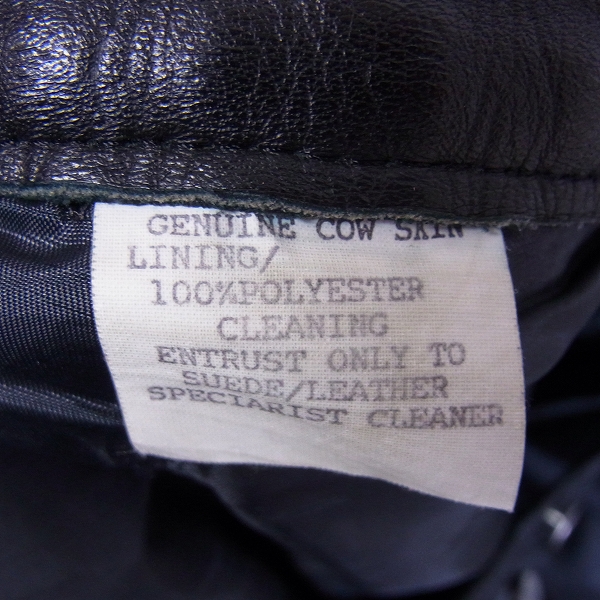 GENUINE COW SKIN
LINING/
100%POLYESTER
CLEANING
ENTRUST ONLY TO
SUEDE/LEATHER
SPECIARIST CLEANER